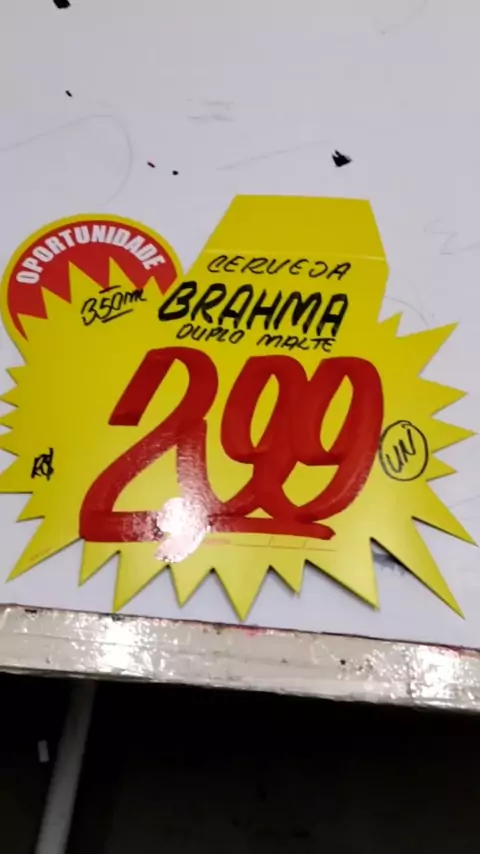 OPORTUNIDADE
CERVEJA
350ml
BRAHMA
DUPLO MALTE
R$
2,99
UN